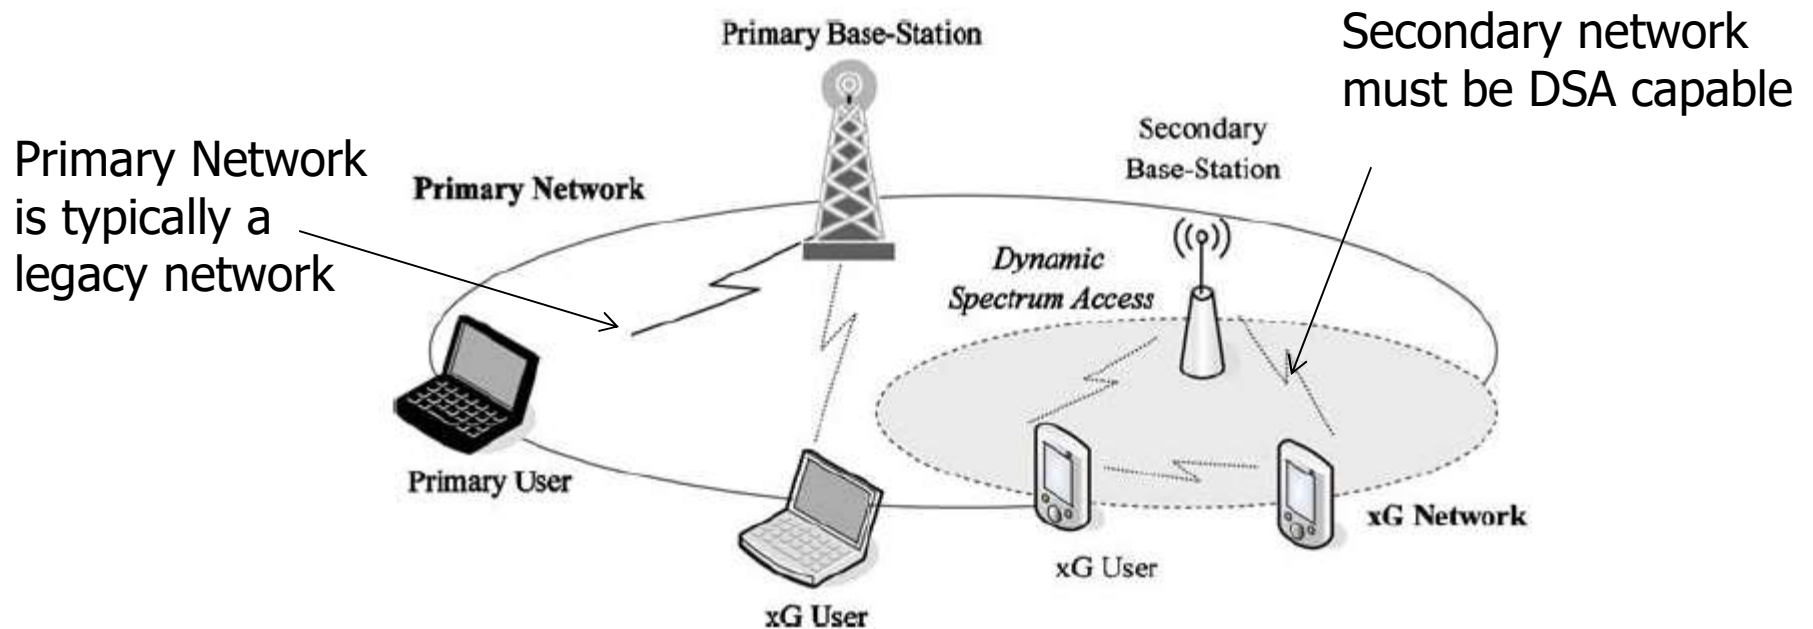 Primary Base-Station
Secondary network
must be DSA capable
Secondary
Base-Station
Primary Network
is typically a
legacy network
Primary Network
Dynamic
Spectrum Access
Primary User
xG Network
xG User
xG User